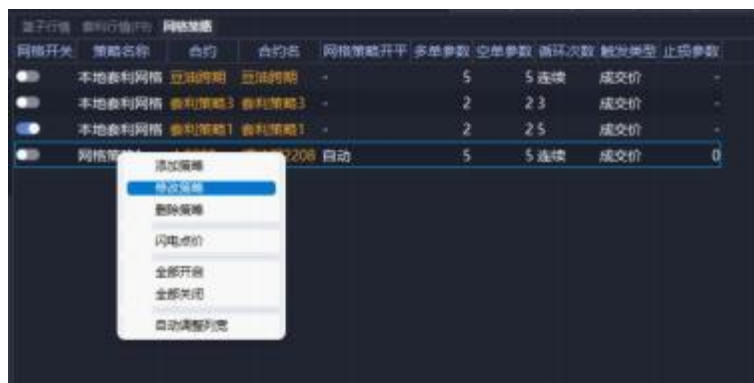 盒子行情 套利行情(F9) 网格策略
网格开关 策略名称 合约 合约名 网格策略开平 多单参数 空单参数 循环次数 触发类型 止损参数
本地套利网格 豆油跨期 豆油跨期 - 5 5 连续 成交价 -
本地套利网格 套利策略3 套利策略3 - 2 2 3 成交价 -
本地套利网格 套利策略1 套利策略1 - 2 2 5 成交价 -
网格策 2208 自动 5 5 连续 成交价 0
添加策略
修改策略
删除策略
闪电点价
全部开启
全部关闭
自动调整列宽